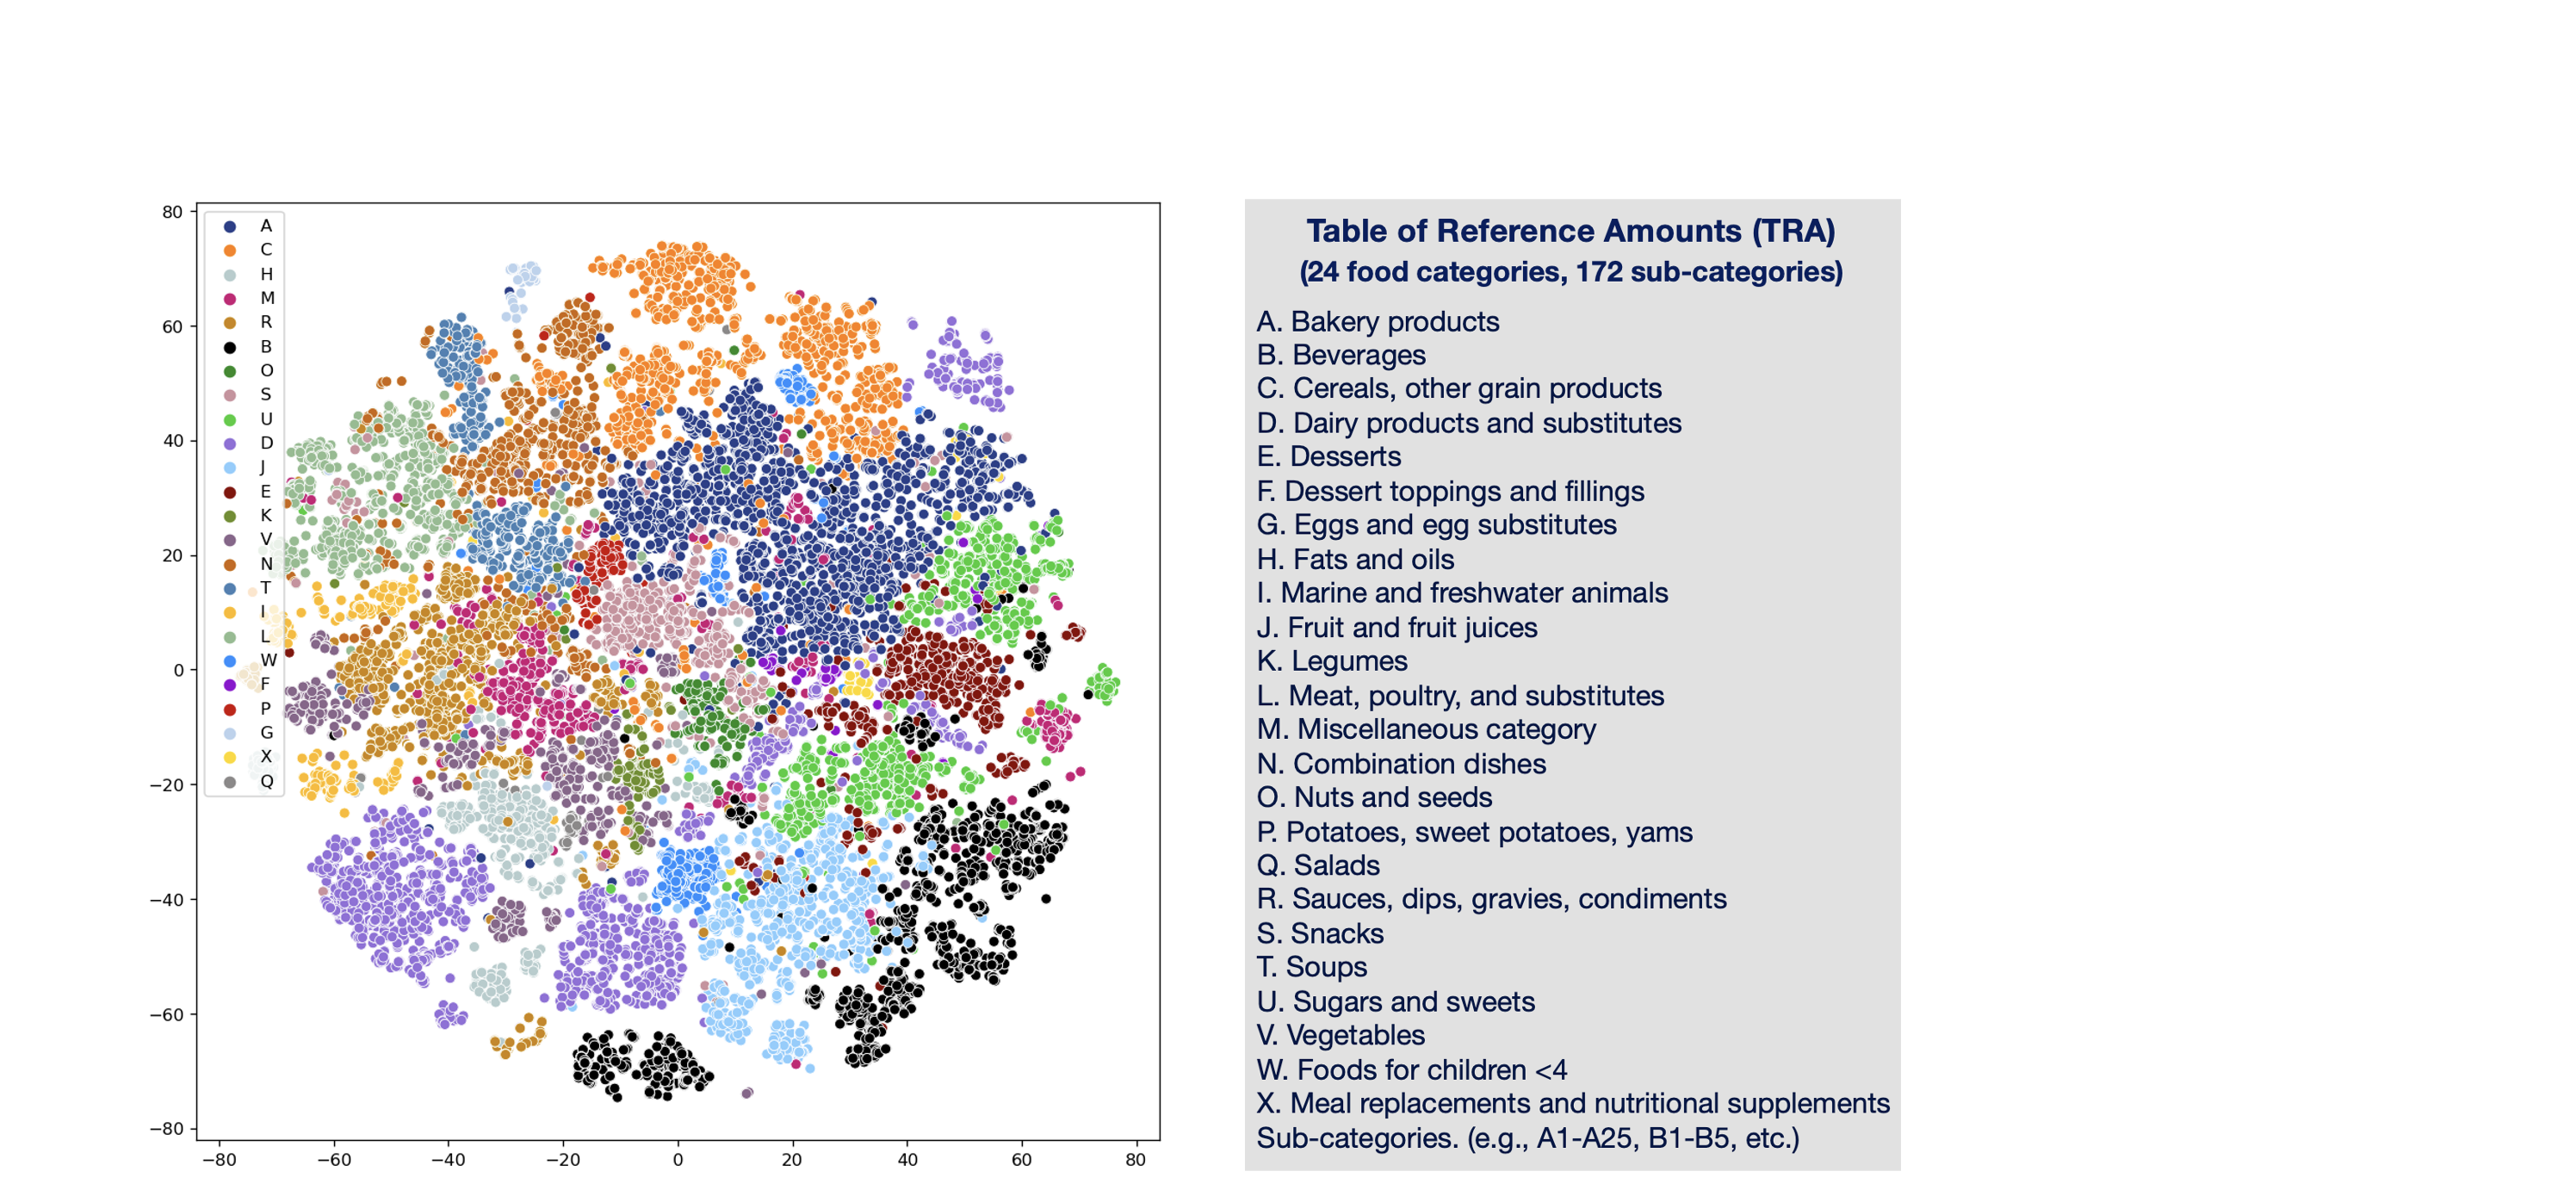 80
60
40
20
0
−20
−40
−60
−80
−80
−60
−40
−20
0
20
40
60
80
A
C
H
M
R
B
O
S
U
D
J
E
K
V
N
T
I
L
W
F
P
G
X
Q
Table of Reference Amounts (TRA)
(24 food categories, 172 sub-categories)
A. Bakery products
B. Beverages
C. Cereals, other grain products
D. Dairy products and substitutes
E. Desserts
F. Dessert toppings and fillings
G. Eggs and egg substitutes
H. Fats and oils
I. Marine and freshwater animals
J. Fruit and fruit juices
K. Legumes
L. Meat, poultry, and substitutes
M. Miscellaneous category
N. Combination dishes
O. Nuts and seeds
P. Potatoes, sweet potatoes, yams
Q. Salads
R. Sauces, dips, gravies, condiments
S. Snacks
T. Soups
U. Sugars and sweets
V. Vegetables
W. Foods for children <4
X. Meal replacements and nutritional supplements
Sub-categories. (e.g., A1-A25, B1-B5, etc.)